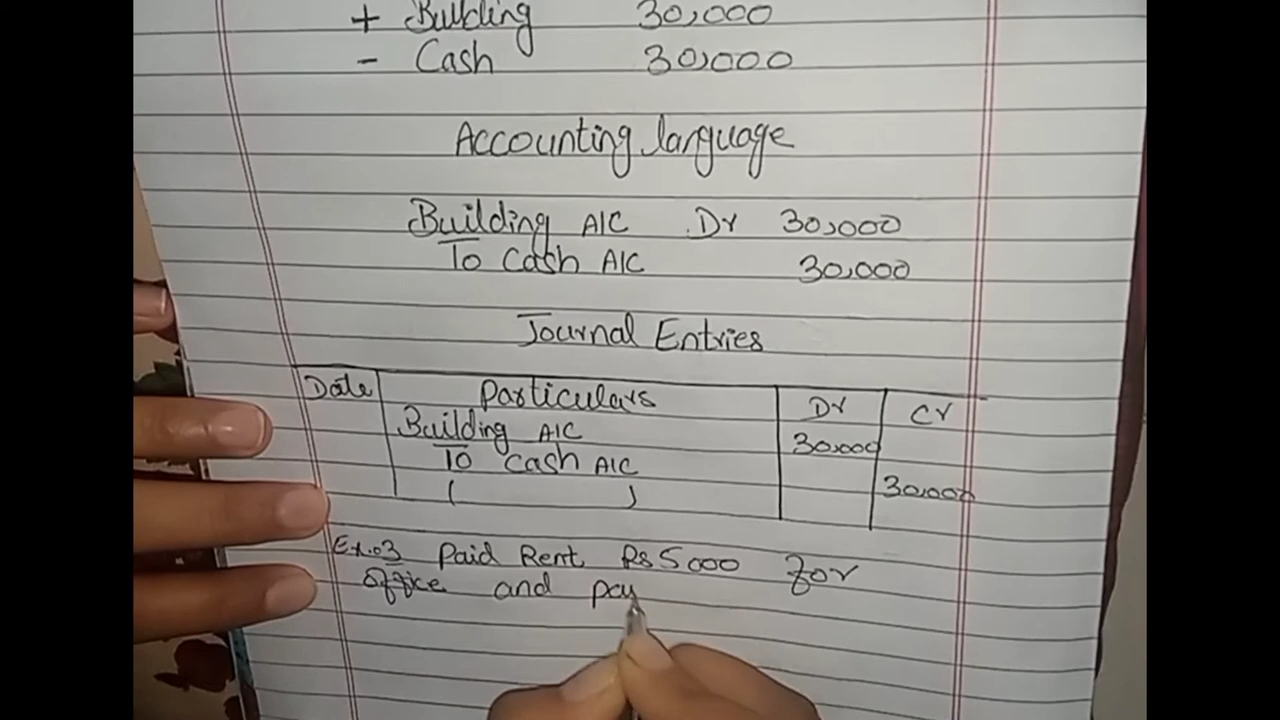 + Building 30,000
- Cash 30,000
Accounting language
Building A/C Dr 30,000
To Cash A/C 30,000
Journal Entries
Date Particulars Dr Cr
Building A/C 30,000
To Cash A/C
( ) 30,000
Ex.03 Paid Rent Rs 5000 for
office and pay